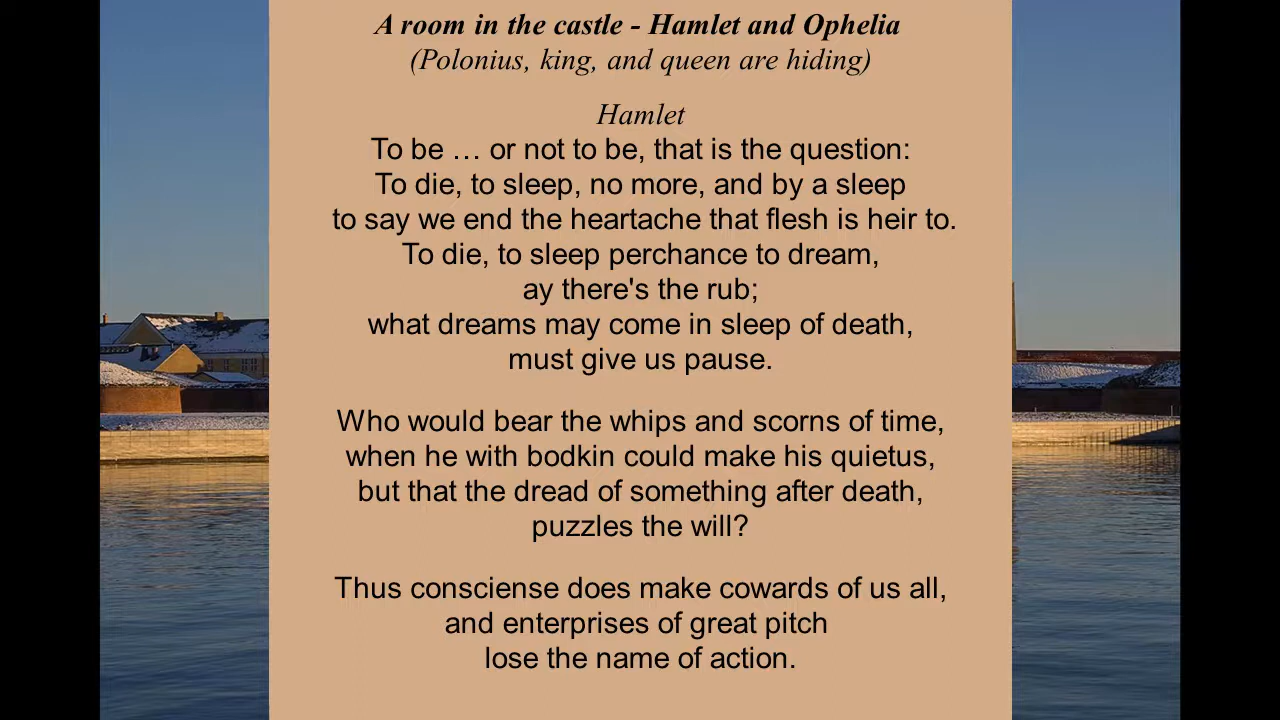 A room in the castle - Hamlet and Ophelia
(Polonius, king, and queen are hiding)
Hamlet
To be … or not to be, that is the question:
To die, to sleep, no more, and by a sleep
to say we end the heartache that flesh is heir to.
To die, to sleep perchance to dream,
ay there's the rub;
what dreams may come in sleep of death,
must give us pause.
Who would bear the whips and scorns of time,
when he with bodkin could make his quietus,
but that the dread of something after death,
puzzles the will?
Thus consciense does make cowards of us all,
and enterprises of great pitch
lose the name of action.